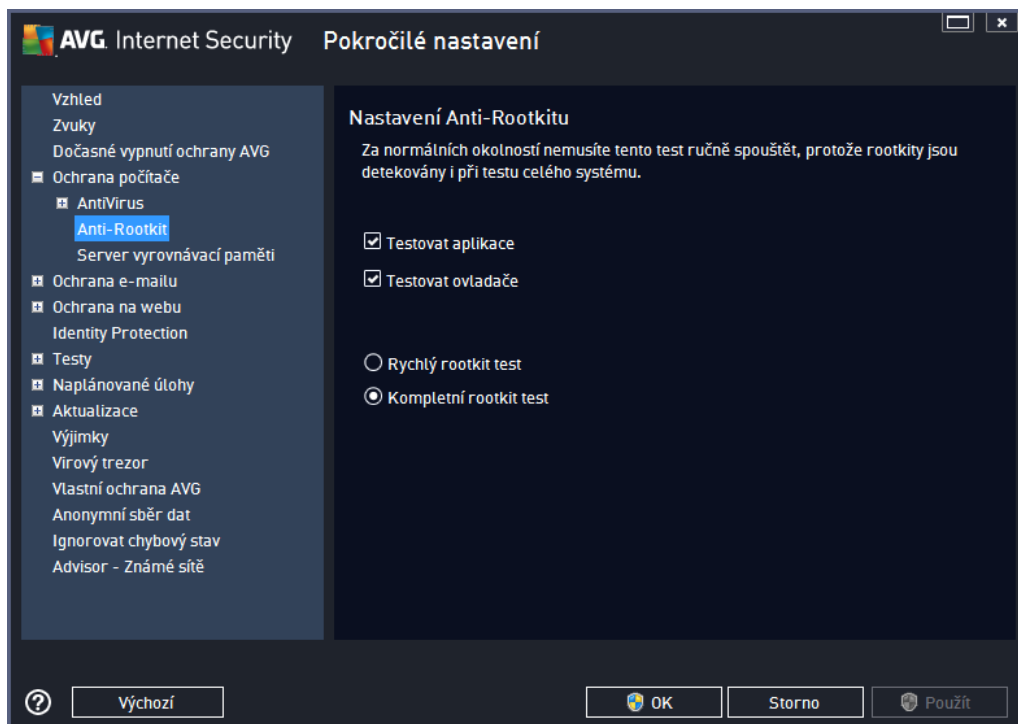 AVG. Internet Security Pokročilé nastavení
Vzhled
Zvuky
Dočasné vypnutí ochrany AVG
Ochrana počítače
AntiVirus
Anti-Rootkit
Server vyrovnávací paměti
Ochrana e-mailu
Ochrana na webu
Identity Protection
Testy
Naplánované úlohy
Aktualizace
Výjimky
Virový trezor
Vlastní ochrana AVG
Anonymní sběr dat
Ignorovat chybový stav
Advisor - Známé sítě
Nastavení Anti-Rootkitu
Za normálních okolností nemusíte tento test ručně spouštět, protože rootkity jsou
detekovány i při testu celého systému.
Testovat aplikace
Testovat ovladače
Rychlý rootkit test
Kompletní rootkit test
? Výchozí OK Storno Použít